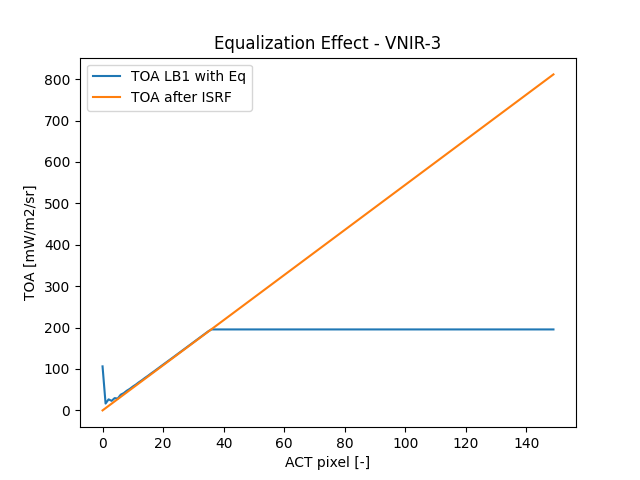 Equalization Effect - VNIR-3
TOA LB1 with Eq
TOA after ISRF
800
700
600
500
400
300
200
100
0
TOA [mW/m2/sr]
0 20 40 60 80 100 120 140
ACT pixel [-]